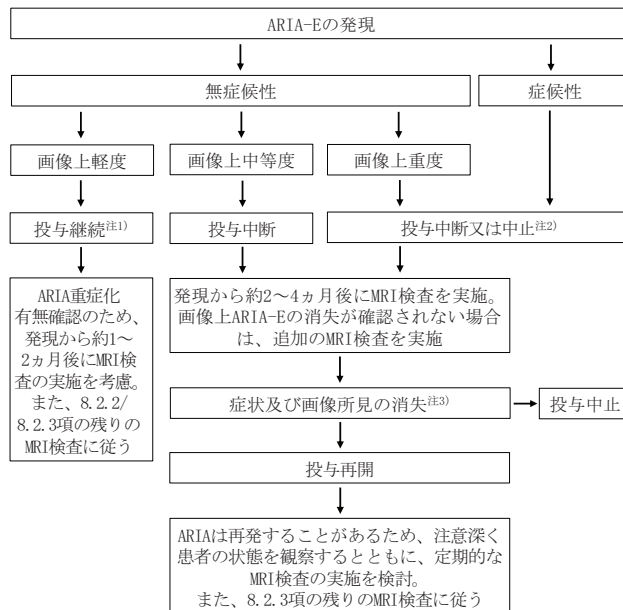 ARIA-Eの発現
無症候性
症候性
画像上軽度
画像上中等度
画像上重度
投与継続注1)
投与中断
投与中断又は中止注2)
ARIA重症化
有無確認のため、
発現から約1～
2ヵ月後にMRI検
査の実施を考慮。
また、8.2.2/
8.2.3項の残りの
MRI検査に従う
発現から約2～4ヵ月後にMRI検査を実施。
画像上ARIA-Eの消失が確認されない場合
は、追加のMRI検査を実施
症状及び画像所見の消失注3)
投与中止
投与再開
ARIAは再発することがあるため、注意深く
患者の状態を観察するとともに、定期的な
MRI検査の実施を検討。
また、8.2.3項の残りのMRI検査に従う